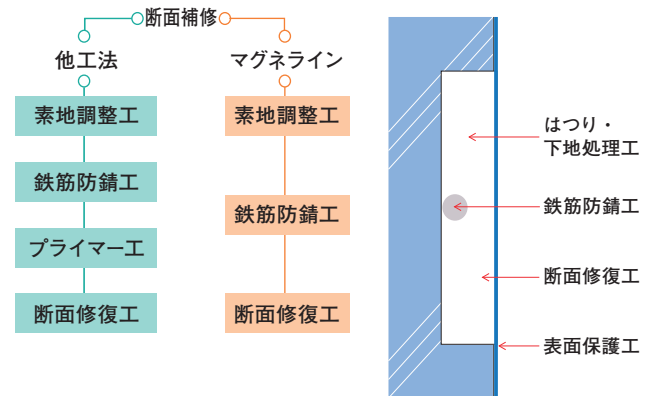 断面補修
他工法
素地調整工
鉄筋防錆工
プライマー工
断面修復工
マグネライン
素地調整工
鉄筋防錆工
断面修復工
はつり・
下地処理工
鉄筋防錆工
断面修復工
表面保護工